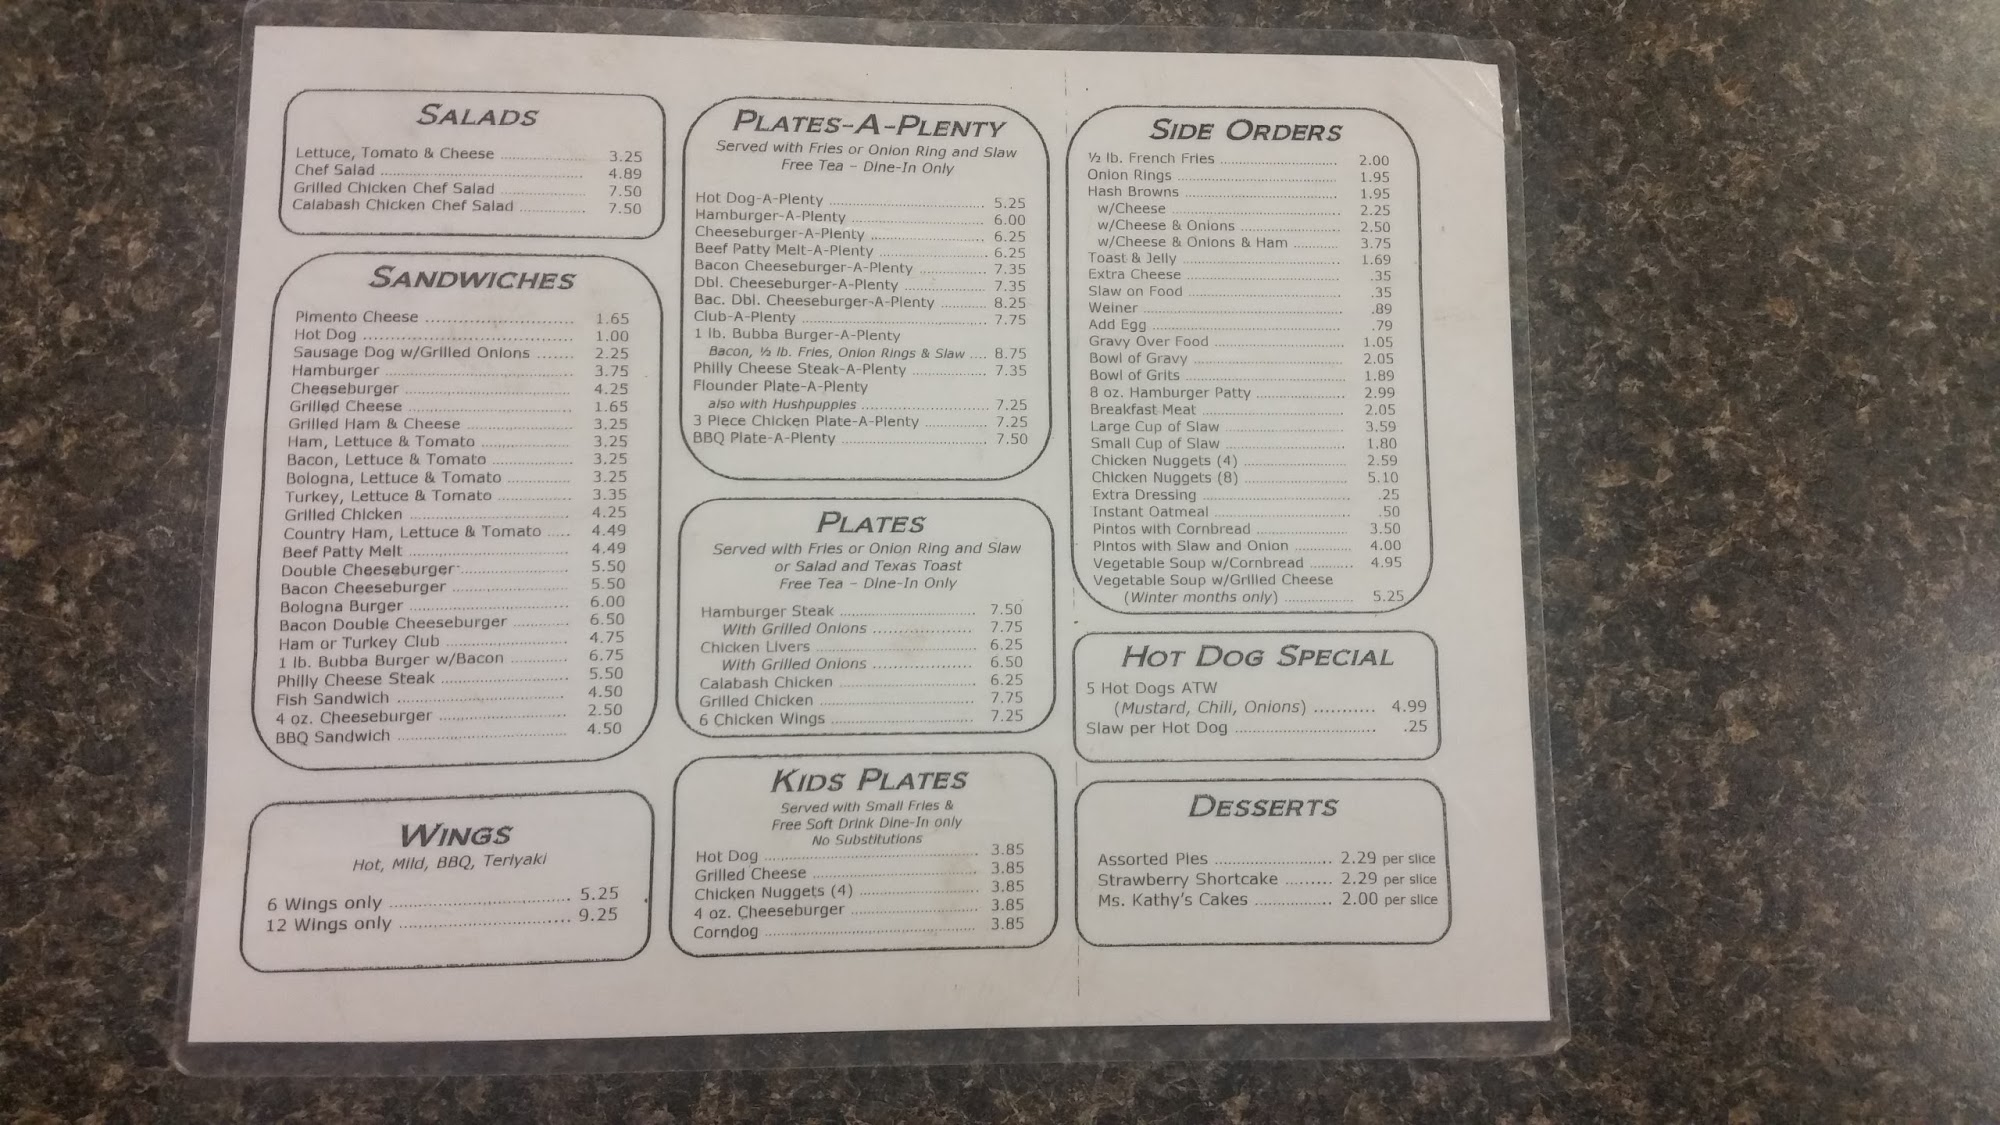 SALADS
Lettuce, Tomato & Cheese 3.25
Chef Salad 4.89
Grilled Chicken Chef Salad 7.50
Calabash Chicken Chef Salad 7.50
SANDWICHES
Pimento Cheese 1.65
Hot Dog 1.00
Sausage Dog w/Grilled Onions 2.25
Hamburger 3.75
Cheeseburger 4.25
Grilled Cheese 1.65
Grilled Ham & Cheese 3.25
Ham, Lettuce & Tomato 3.25
Bacon, Lettuce & Tomato 3.25
Bologna, Lettuce & Tomato 3.25
Turkey, Lettuce & Tomato 3.35
Grilled Chicken 4.25
Country Ham, Lettuce & Tomato 4.49
Beef Patty Melt 4.49
Double Cheeseburger 5.50
Bacon Cheeseburger 5.50
Bologna Burger 6.00
Bacon Double Cheeseburger 6.50
Ham or Turkey Club 4.75
1 lb. Bubba Burger w/Bacon 6.75
Philly Cheese Steak 5.50
Fish Sandwich 4.50
4 oz. Cheeseburger 2.50
BBQ Sandwich 4.50
WINGS
Hot, Mild, BBQ, Teriyaki
6 Wings only 5.25
12 Wings only 9.25
PLATES-A-PLENTY
Served with Fries or Onion Ring and Slaw
Free Tea – Dine-In Only
Hot Dog-A-Plenty 5.25
Hamburger-A-Plenty 6.00
Cheeseburger-A-Plenty 6.25
Beef Patty Melt-A-Plenty 6.25
Bacon Cheeseburger-A-Plenty 7.35
Dbl. Cheeseburger-A-Plenty 7.35
Bac. Dbl. Cheeseburger-A-Plenty 8.25
Club-A-Plenty 7.75
1 lb. Bubba Burger-A-Plenty
Bacon, ½ lb. Fries, Onion Rings & Slaw 8.75
Philly Cheese Steak-A-Plenty 7.35
Flounder Plate-A-Plenty
also with Hushpuppies 7.25
3 Piece Chicken Plate-A-Plenty 7.25
BBQ Plate-A-Plenty 7.50
PLATES
Served with Fries or Onion Ring and Slaw
or Salad and Texas Toast
Free Tea – Dine-In Only
Hamburger Steak 7.50
With Grilled Onions 7.75
Chicken Livers 6.25
With Grilled Onions 6.50
Calabash Chicken 6.25
Grilled Chicken 7.75
6 Chicken Wings 7.25
KIDS PLATES
Served with Small Fries &
Free Soft Drink Dine-In only
No Substitutions
Hot Dog 3.85
Grilled Cheese 3.85
Chicken Nuggets (4) 3.85
4 oz. Cheeseburger 3.85
Corndog 3.85
SIDE ORDERS
½ lb. French Fries 2.00
Onion Rings 1.95
Hash Browns 1.95
w/Cheese 2.25
w/Cheese & Onions 2.50
w/Cheese & Onions & Ham 3.75
Toast & Jelly 1.69
Extra Cheese .35
Slaw on Food .35
Weiner .89
Add Egg .79
Gravy Over Food 1.05
Bowl of Gravy 2.05
Bowl of Grits 1.89
8 oz. Hamburger Patty 2.99
Breakfast Meat 2.05
Large Cup of Slaw 3.59
Small Cup of Slaw 1.80
Chicken Nuggets (4) 2.59
Chicken Nuggets (8) 5.10
Extra Dressing .25
Instant Oatmeal .50
Pintos with Cornbread 3.50
Pintos with Slaw and Onion 4.00
Vegetable Soup w/Cornbread 4.95
Vegetable Soup w/Grilled Cheese
(Winter months only) 5.25
HOT DOG SPECIAL
5 Hot Dogs ATW
(Mustard, Chili, Onions) 4.99
Slaw per Hot Dog .25
DESSERTS
Assorted Pies 2.29 per slice
Strawberry Shortcake 2.29 per slice
Ms. Kathy's Cakes 2.00 per slice